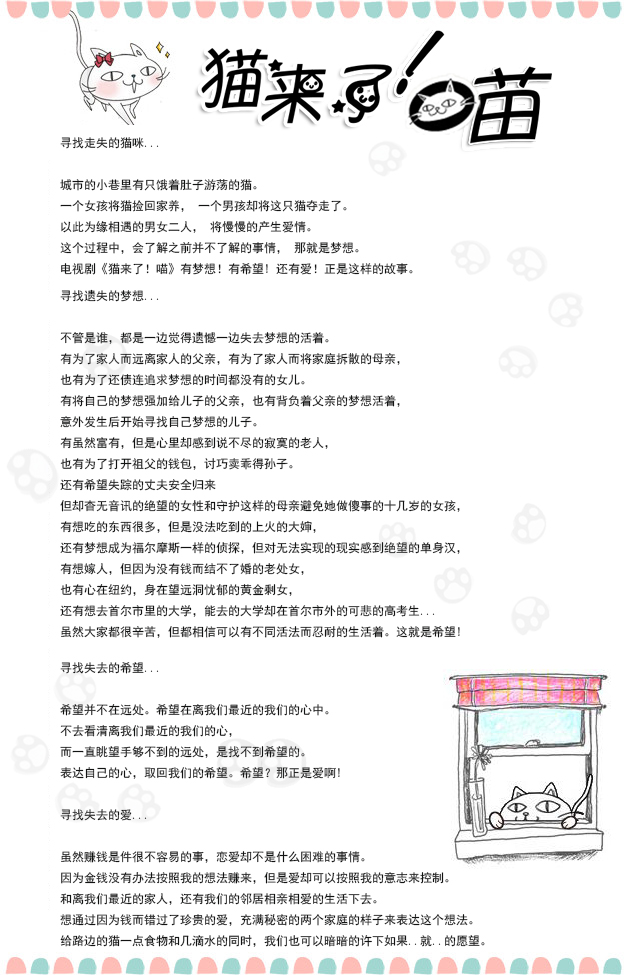 猫来了!喵
寻找走失的猫咪...
城市的小巷里有只饿着肚子游荡的猫。
一个女孩将猫捡回家养， 一个男孩却将这只猫夺走了。
以此为缘相遇的男女二人， 将慢慢的产生爱情。
这个过程中，会了解之前并不了解的事情， 那就是梦想。
电视剧《猫来了！喵》有梦想！有希望！还有爱！正是这样的故事。
寻找遗失的梦想...
不管是谁，都是一边觉得遗憾一边失去梦想的活着。
有为了家人而远离家人的父亲，有为了家人而将家庭拆散的母亲，
也有为了还债连追求梦想的时间都没有的女儿。
有将自己的梦想强加给儿子的父亲，也有背负着父亲的梦想活着，
意外发生后开始寻找自己梦想的儿子。
有虽然富有，但是心里却感到说不尽的寂寞的老人，
也有为了打开祖父的钱包，讨巧卖乖得孙子。
还有希望失踪的丈夫安全归来
但却杳无音讯的绝望的女性和守护这样的母亲避免她做傻事的十几岁的女孩，
有想吃的东西很多，但是没法吃到的上火的大婶，
还有梦想成为福尔摩斯一样的侦探，但对无法实现的现实感到绝望的单身汉，
有想嫁人，但因为没有钱而结不了婚的老处女，
也有心在纽约，身在望远洞忧郁的黄金剩女，
还有想去首尔市里的大学，能去的大学却在首尔市外的可悲的高考生...
虽然大家都很辛苦，但都相信可以有不同活法而忍耐的生活着。这就是希望！
寻找失去的希望...
希望并不在远处。希望在离我们最近的我们的心中。
不去看清离我们最近的我们的心，
而一直眺望手够不到的远处，是找不到希望的。
表达自己的心，取回我们的希望。希望？那正是爱啊！
寻找失去的爱...
虽然赚钱是件很不容易的事，恋爱却不是什么困难的事情。
因为金钱没有办法按照我的想法赚来，但是爱却可以按照我的意志来控制。
和离我们最近的家人，还有我们的邻居相亲相爱的生活下去。
想通过因为钱而错过了珍贵的爱，充满秘密的两个家庭的样子来表达这个想法。
给路边的猫一点食物和几滴水的同时，我们也可以暗暗的许下如果..就..的愿望。